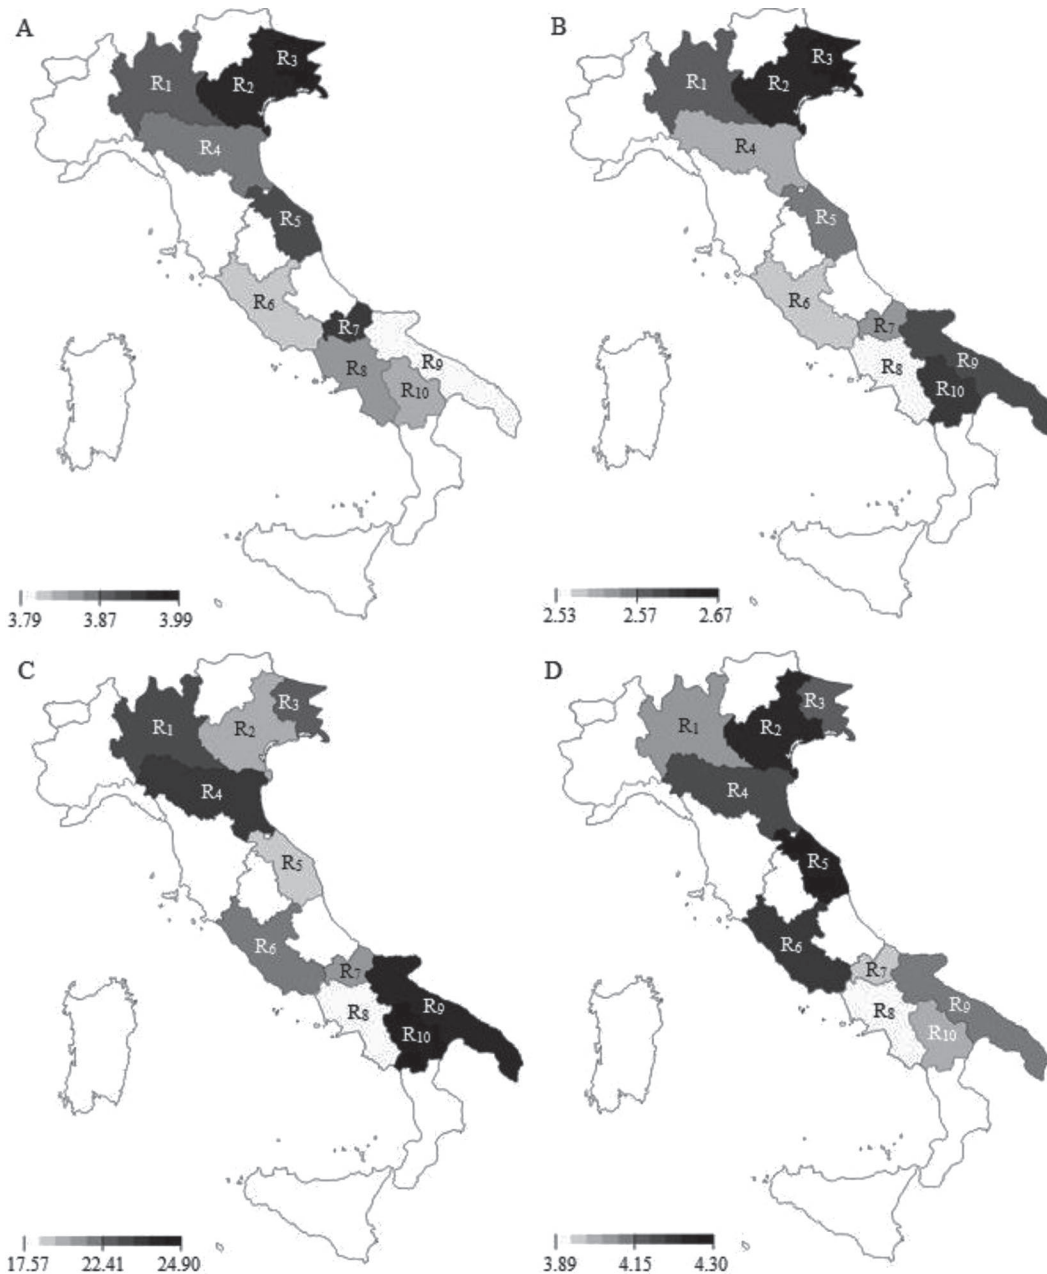 A
R1
R2
R3
R4
R5
R6
R7
R8
R9
R10
3.79 3.87 3.99
B
R1
R2
R3
R4
R5
R6
R7
R8
R9
R10
2.53 2.57 2.67
C
R1
R2
R3
R4
R5
R6
R7
R8
R9
R10
17.57 22.41 24.90
D
R1
R2
R3
R4
R5
R6
R7
R8
R9
R10
3.89 4.15 4.30